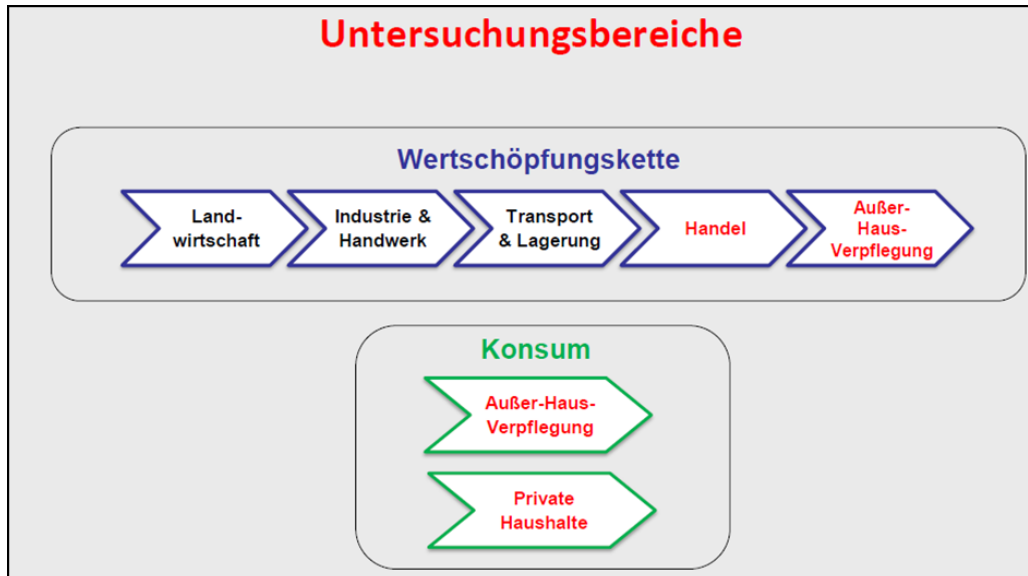 Untersuchungsbereiche
Wertschöpfungskette
Land-
wirtschaft
Industrie &
Handwerk
Transport
& Lagerung
Handel
Außer-
Haus-
Verpflegung
Konsum
Außer-Haus-
Verpflegung
Private
Haushalte